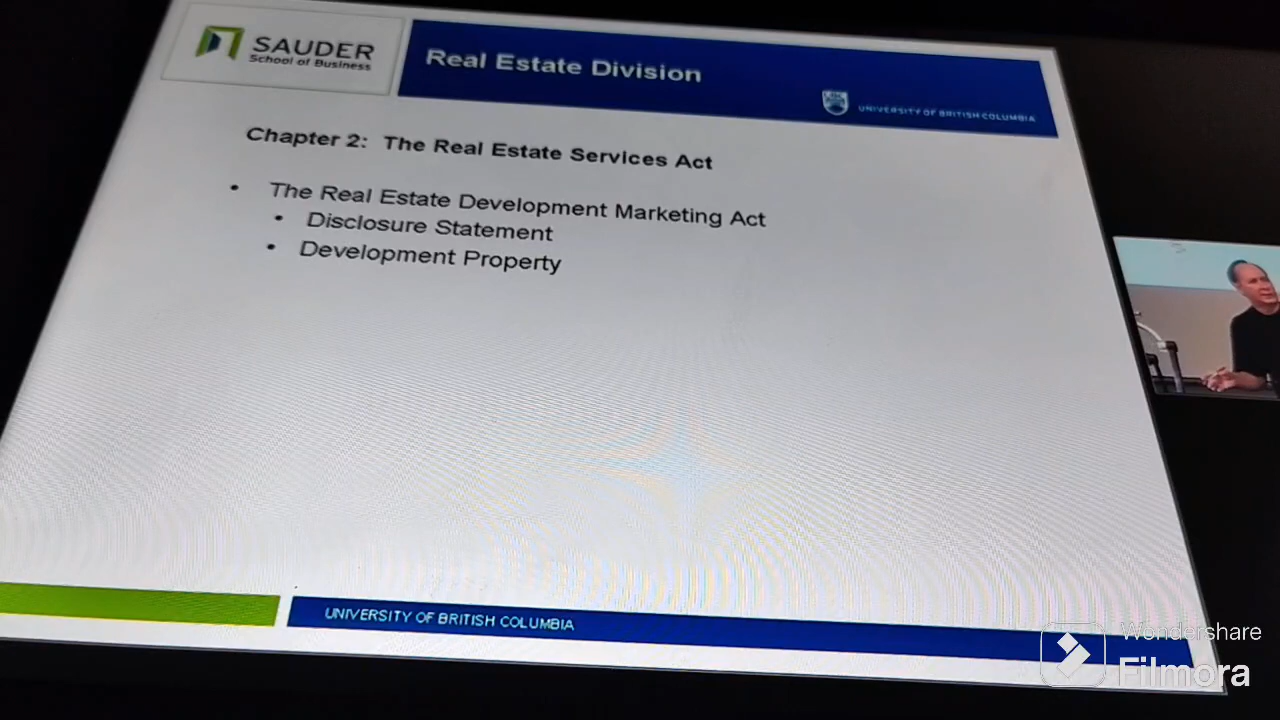 SAUDER
School of Business
Real Estate Division
UBC
UNIVERSITY OF BRITISH COLUMBIA
Chapter 2: The Real Estate Services Act
• The Real Estate Development Marketing Act
• Disclosure Statement
• Development Property
UNIVERSITY OF BRITISH COLUMBIA
Wondershare
Filmora